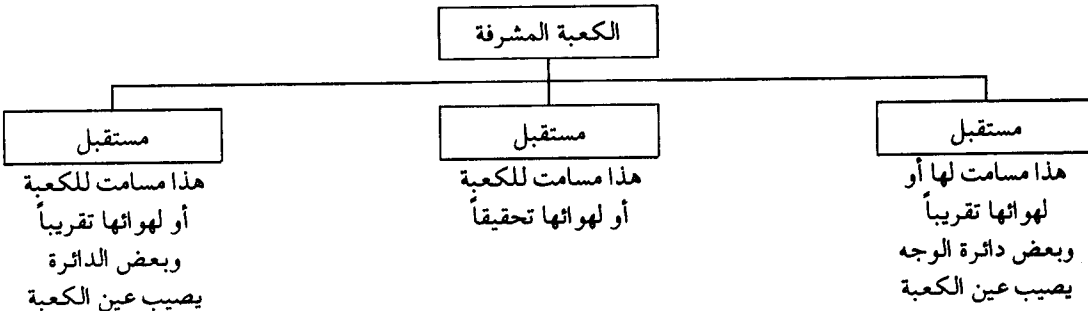 الكعبة المشرفة
مستقبل
هذا مسامت لها أو
لهوائها تقريباً
وبعض دائرة الوجه
يصيب عين الكعبة
مستقبل
هذا مسامت للكعبة
أو لهوائها تحقيقاً
مستقبل
هذا مسامت للكعبة
أو لهوائها تقريباً
وبعض الدائرة
يصيب عين الكعبة